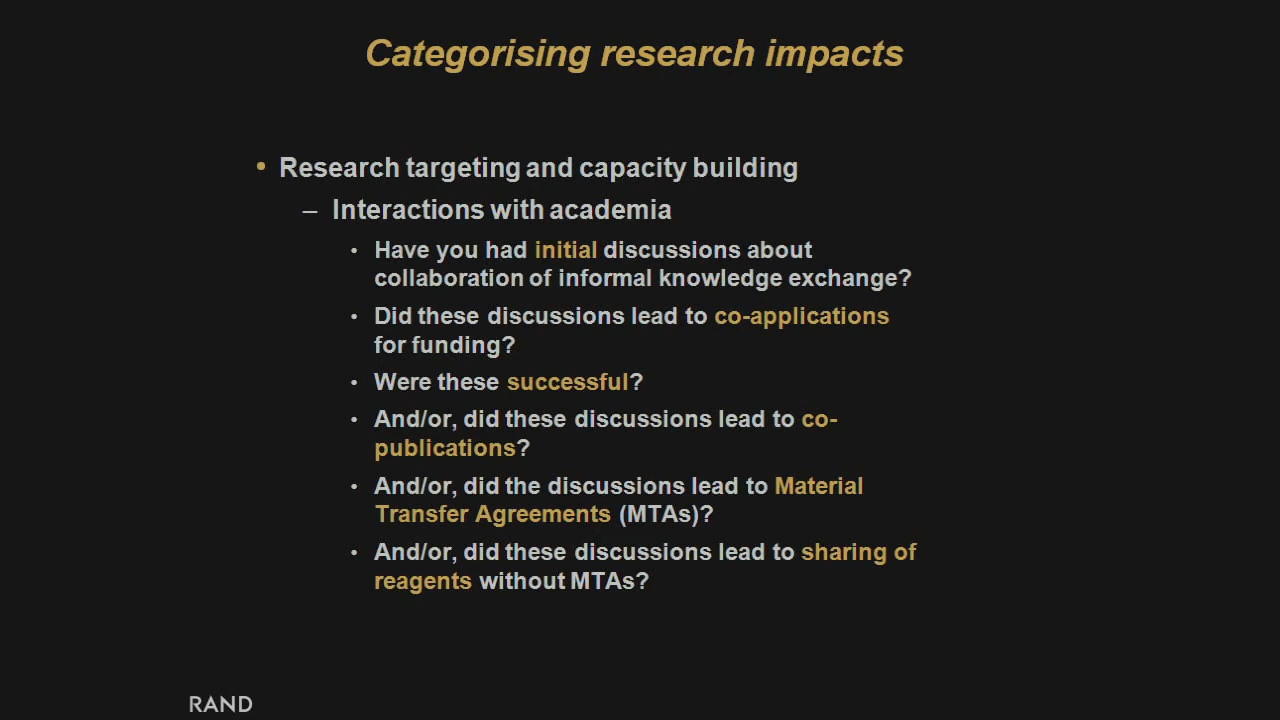 Categorising research impacts
• Research targeting and capacity building
– Interactions with academia
• Have you had initial discussions about
collaboration of informal knowledge exchange?
• Did these discussions lead to co-applications
for funding?
• Were these successful?
• And/or, did these discussions lead to co-
publications?
• And/or, did the discussions lead to Material
Transfer Agreements (MTAs)?
• And/or, did these discussions lead to sharing of
reagents without MTAs?
RAND